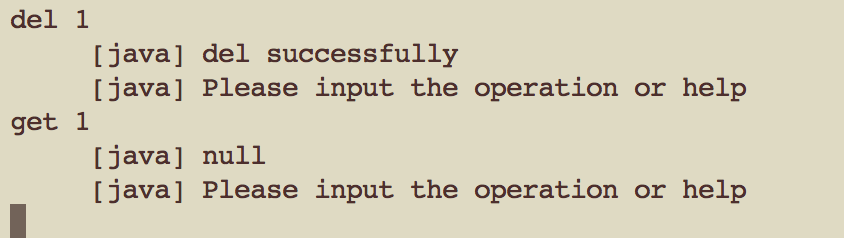 del 1
[java] del successfully
[java] Please input the operation or help
get 1
[java] null
[java] Please input the operation or help